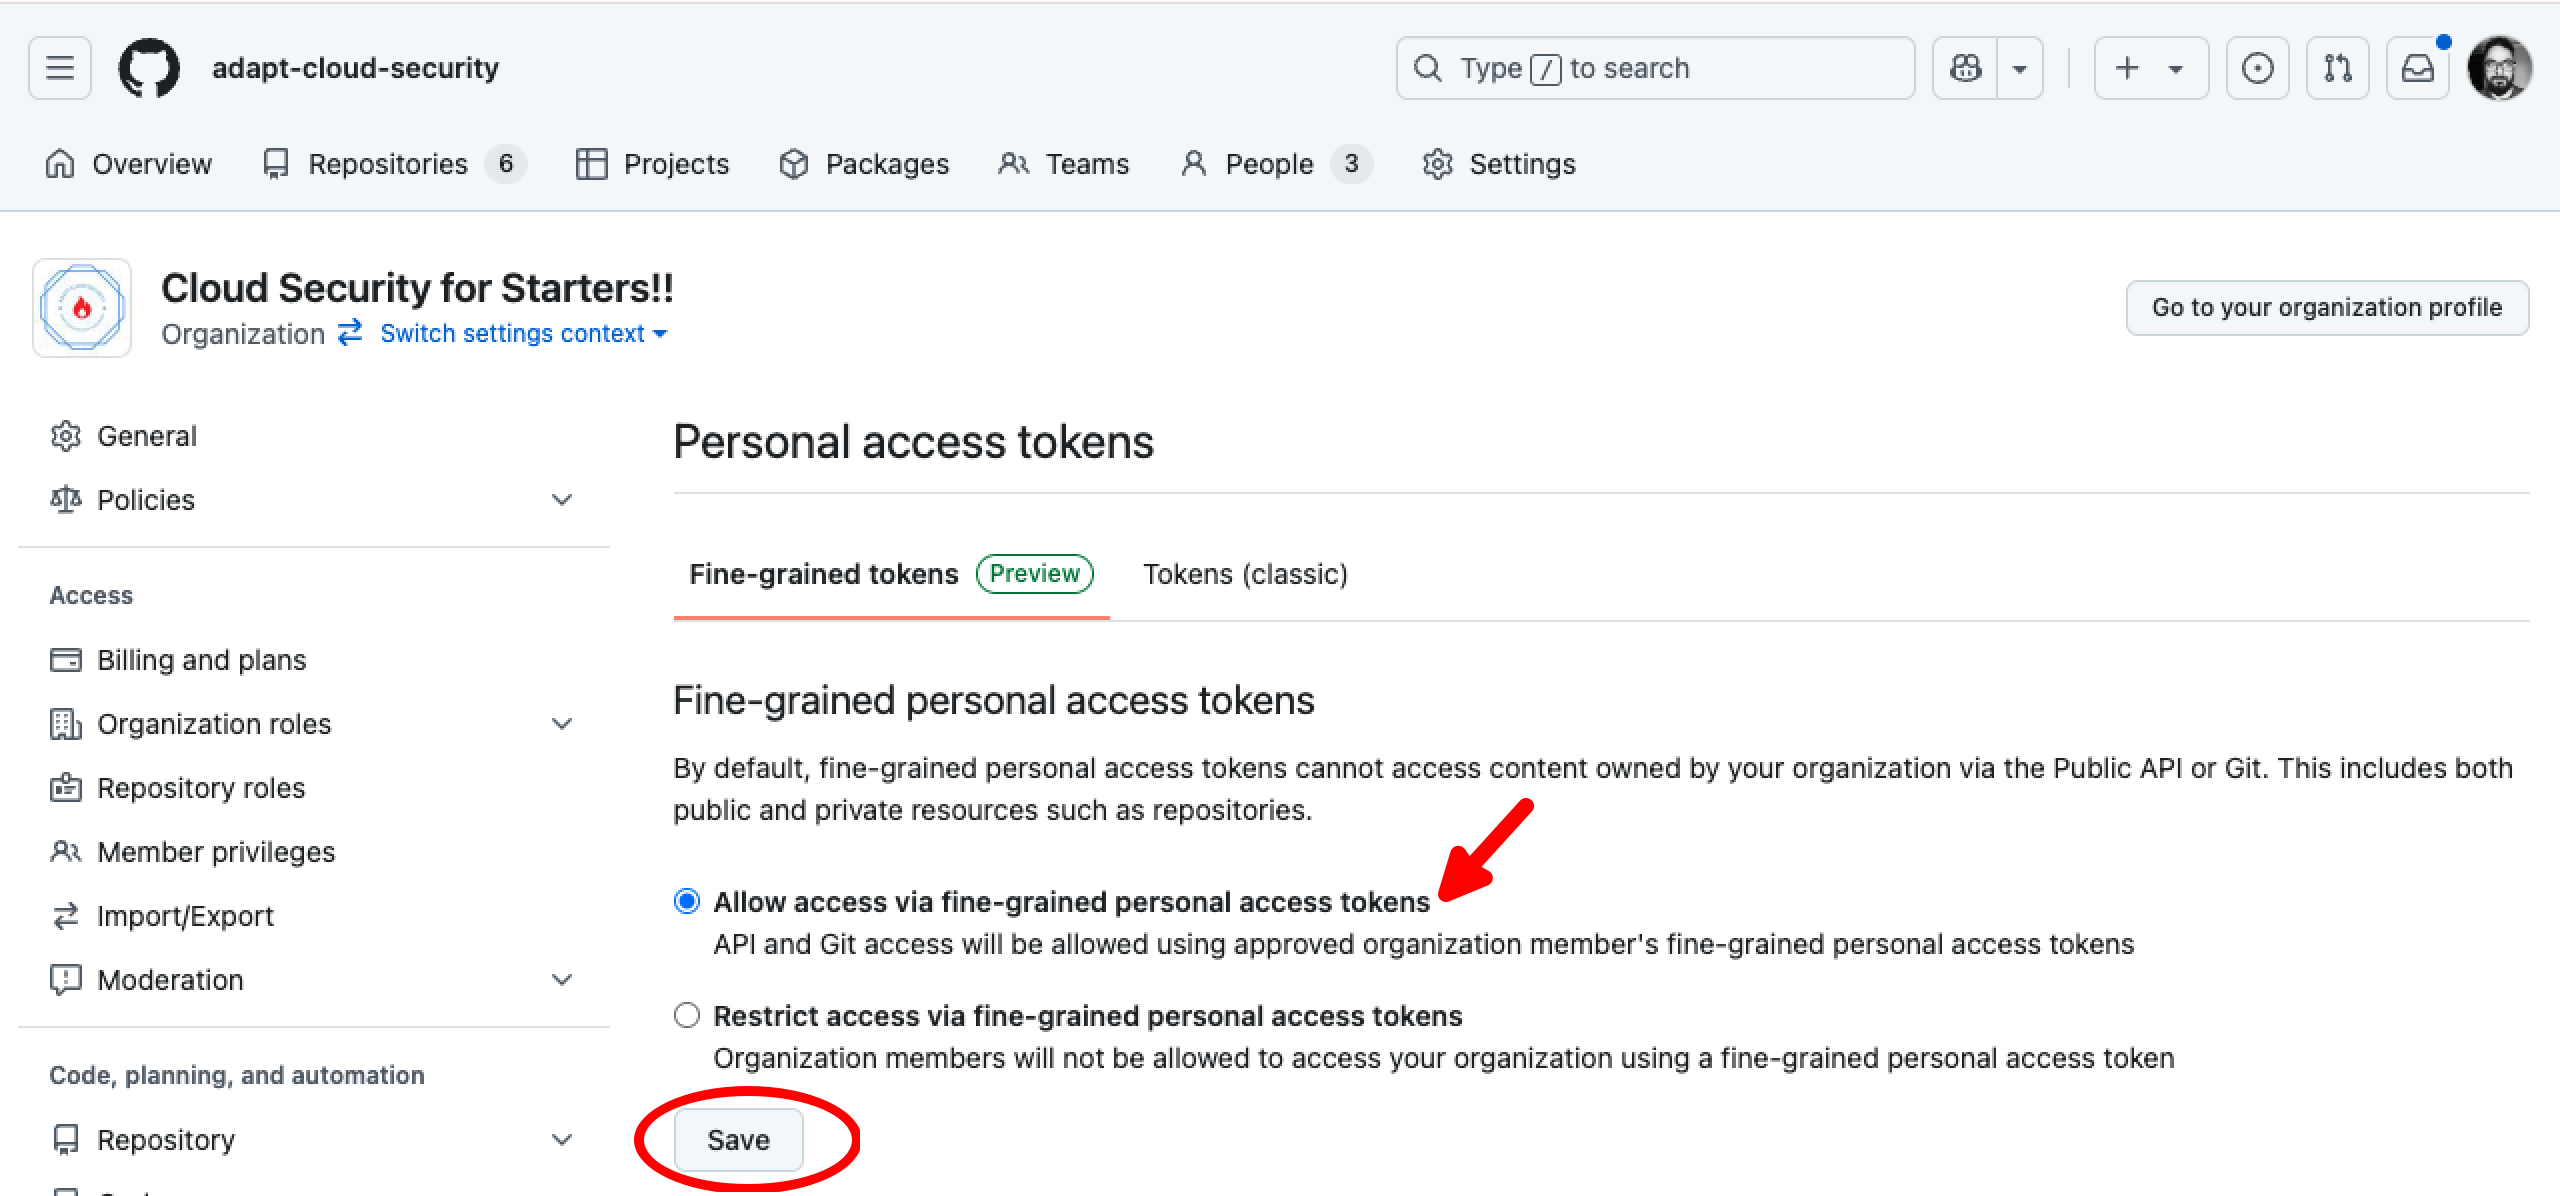 adapt-cloud-security
Type / to search
Overview
Repositories 6
Projects
Packages
Teams
People 3
Settings
Cloud Security for Starters!!
Organization Switch settings context
Go to your organization profile
General
Policies
Access
Billing and plans
Organization roles
Repository roles
Member privileges
Import/Export
Moderation
Code, planning, and automation
Repository
Personal access tokens
Fine-grained tokens Preview
Tokens (classic)
Fine-grained personal access tokens
By default, fine-grained personal access tokens cannot access content owned by your organization via the Public API or Git. This includes both
public and private resources such as repositories.
Allow access via fine-grained personal access tokens
API and Git access will be allowed using approved organization member's fine-grained personal access tokens
Restrict access via fine-grained personal access tokens
Organization members will not be allowed to access your organization using a fine-grained personal access token
Save